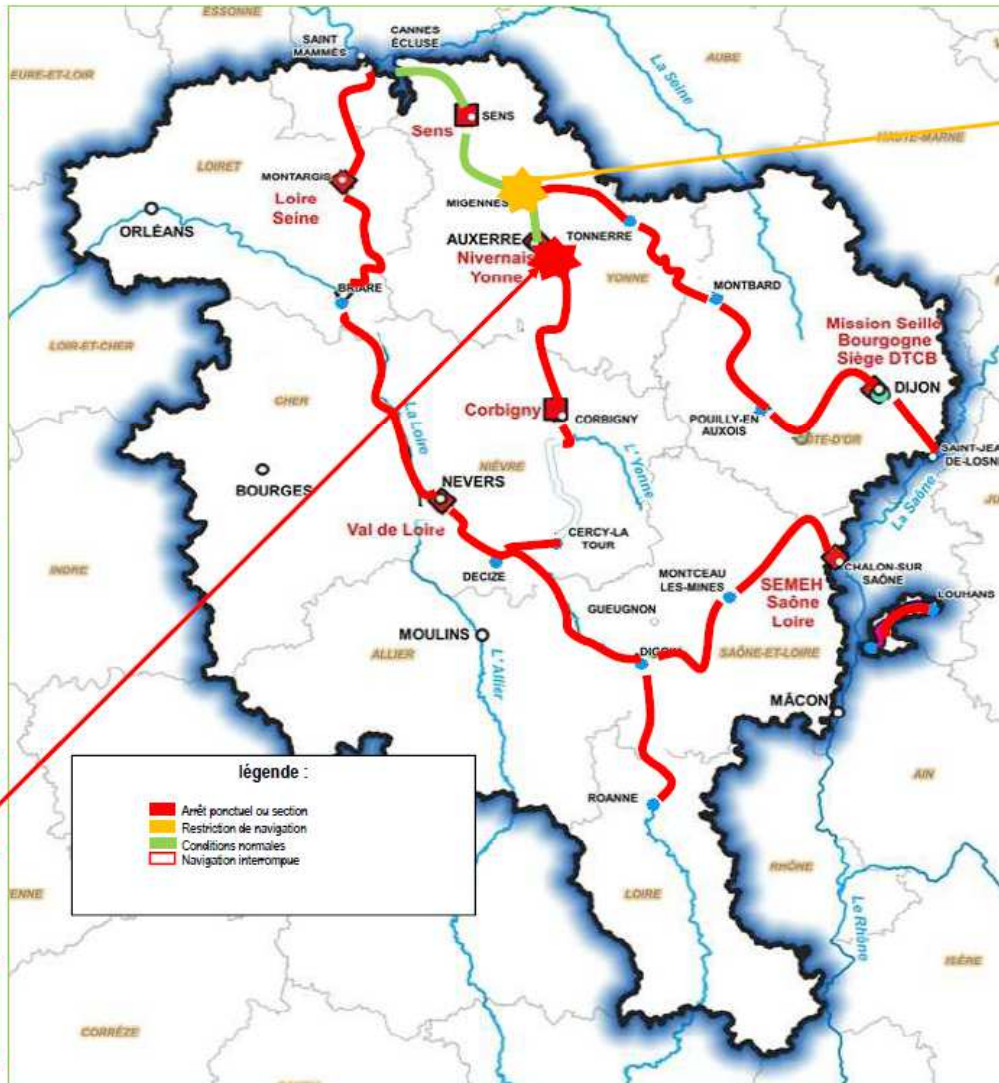 ESSONNE
SAINT
MAMMÈS
CANNES
ÉCLUSE
EURE-ET-LOIR
AUBE
La Seine
SENS
Sens
HAUTE-MARNE
LOIRET
MONTARGIS
Loire
Seine
MIGENNES
ORLÉANS
AUXERRE
Nivernais
Yonne
TONNERRE
YONNE
MONTBARD
BRIARE
Mission Seille
Bourgogne
Siège DTCB
DIJON
LOIR-ET-CHER
CHER
La Loire
Corbigny
CORBIGNY
POUILLY-EN
AUXOIS
CÔTE-D'OR
SAINT-JEA
DE-LOSNE
L'Yonne
NIÈVRE
BOURGES
NEVERS
Val de Loire
La Saône
CERCY-LA
TOUR
DECIZE
INDRE
MONTCEAU
LES-MINES
SEMEH
Saône
Loire
CHALON-SUR
SAÔNE
LOUHANS
GUEUGNON
MOULINS
ALLIER
L'Allier
DIGOIN
SAÔNE-ET-LOIRE
MÂCON
AIN
légende :
Arrêt ponctuel ou section
Restriction de navigation
Conditions normales
Navigation interrompue
ROANNE
LOIRE
RHÔNE
Le Rhône
ISÈRE
CORRÈZE